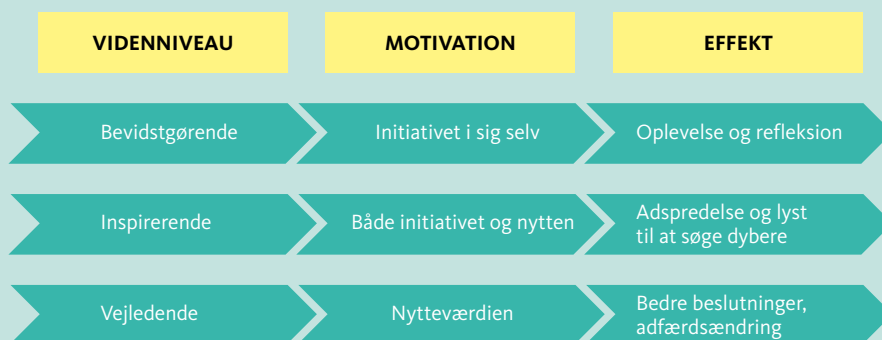 VIDENNIVEAU
MOTIVATION
EFFEKT
Bevidstgørende
Initiativet i sig selv
Oplevelse og refleksion
Inspirerende
Både initiativet og nytten
Adspredelse og lyst
til at søge dybere
Vejledende
Nytteværdien
Bedre beslutninger,
adfærdsændring